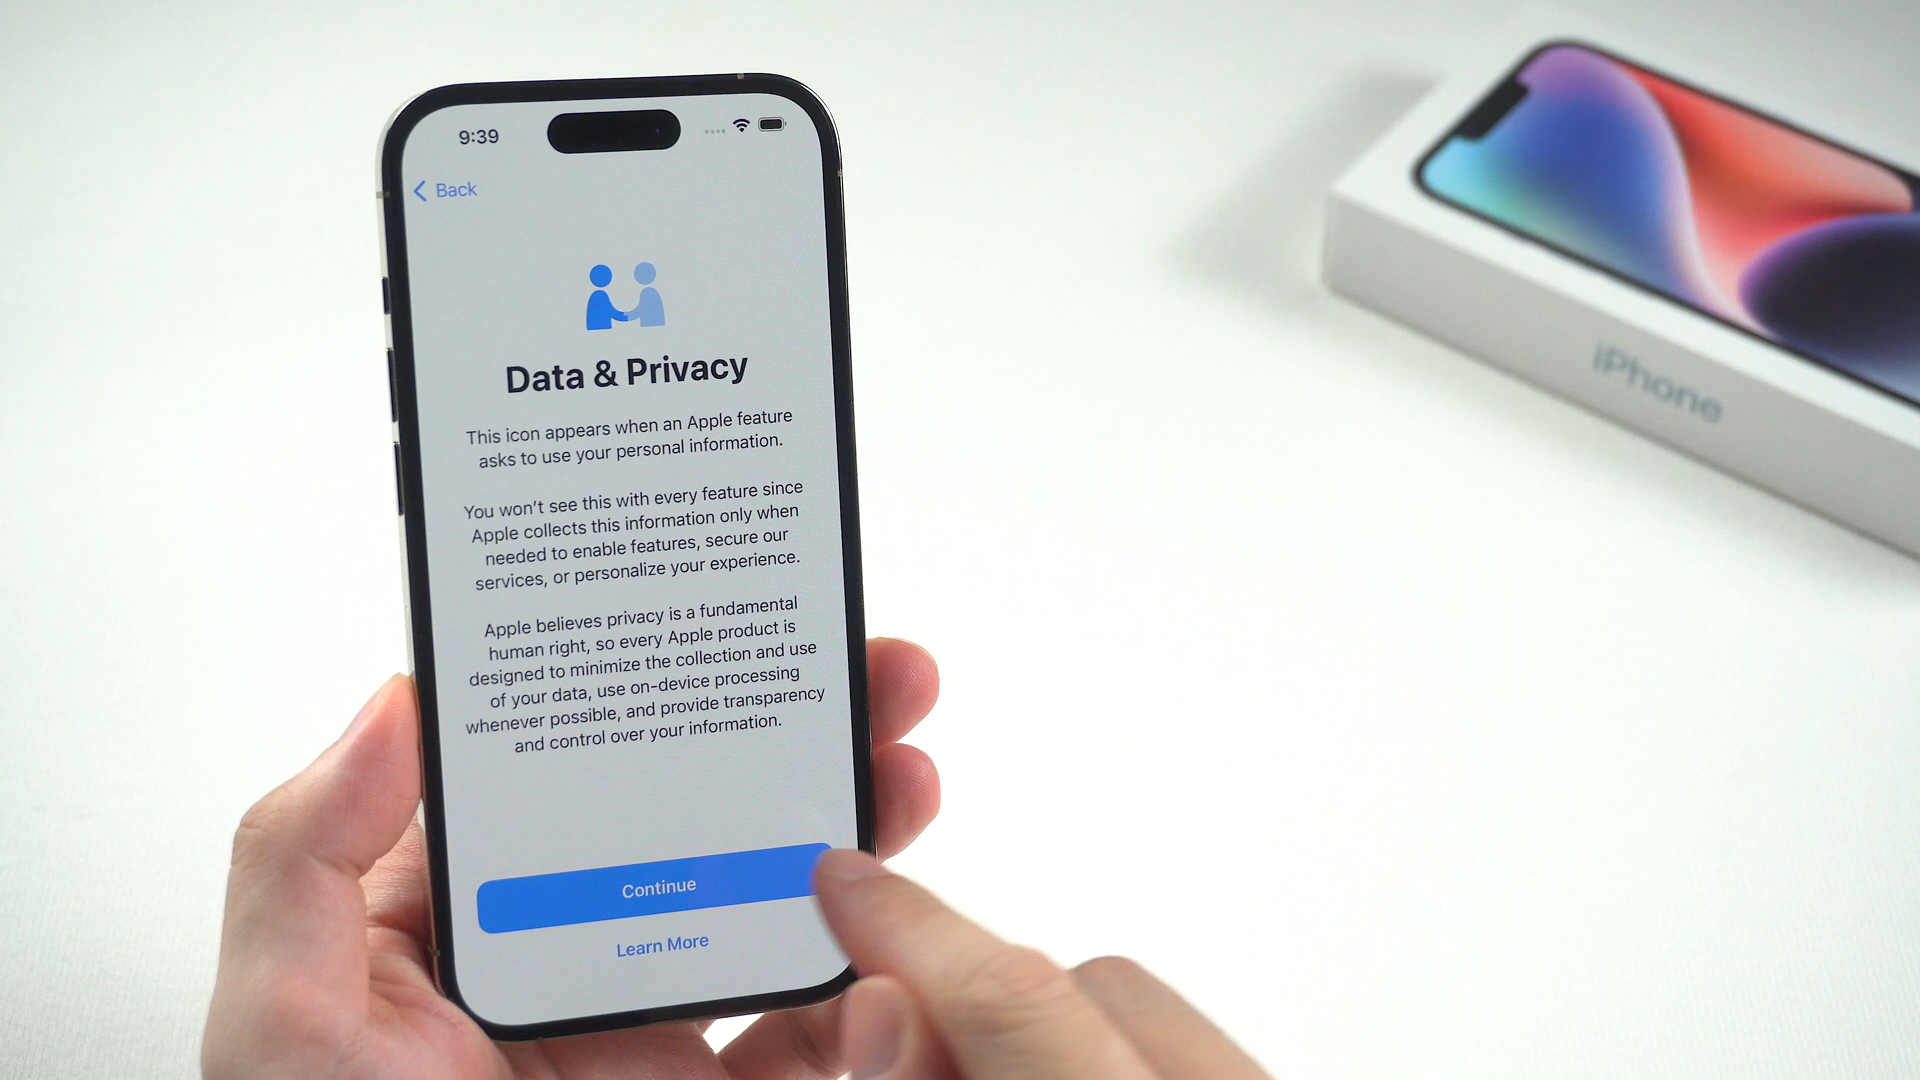 9:39
Back
Data & Privacy
This icon appears when an Apple feature
asks to use your personal information.
You won't see this with every feature since
Apple collects this information only when
needed to enable features, secure our
services, or personalize your experience.
Apple believes privacy is a fundamental
human right, so every Apple product is
designed to minimize the collection and use
of your data, use on-device processing
whenever possible, and provide transparency
and control over your information.
Continue
Learn More
iPhone